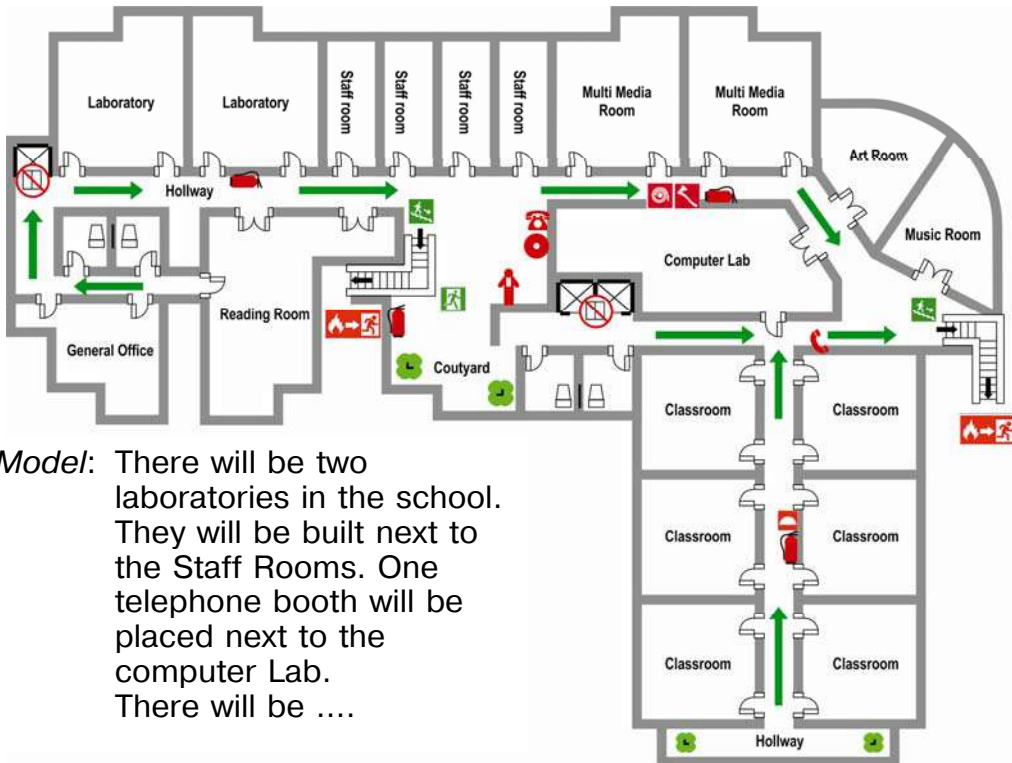 Laboratory
Laboratory
Staff room
Staff room
Staff room
Staff room
Multi Media
Room
Multi Media
Room
Art Room
Hollway
Music Room
Computer Lab
Reading Room
General Office
Coutyard
Classroom
Classroom
Classroom
Classroom
Classroom
Classroom
Hollway
Model: There will be two
laboratories in the school.
They will be built next to
the Staff Rooms. One
telephone booth will be
placed next to the
computer Lab.
There will be ....